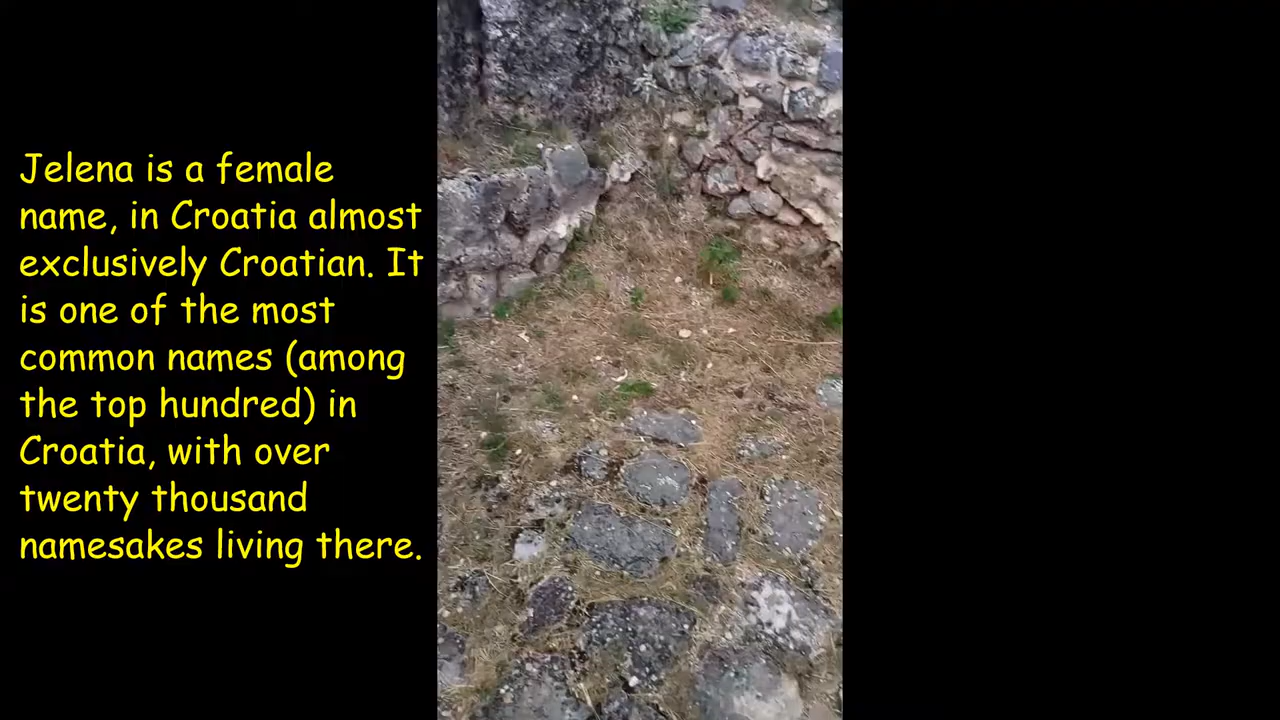 Jelena is a female
name, in Croatia almost
exclusively Croatian. It
is one of the most
common names (among
the top hundred) in
Croatia, with over
twenty thousand
namesakes living there.